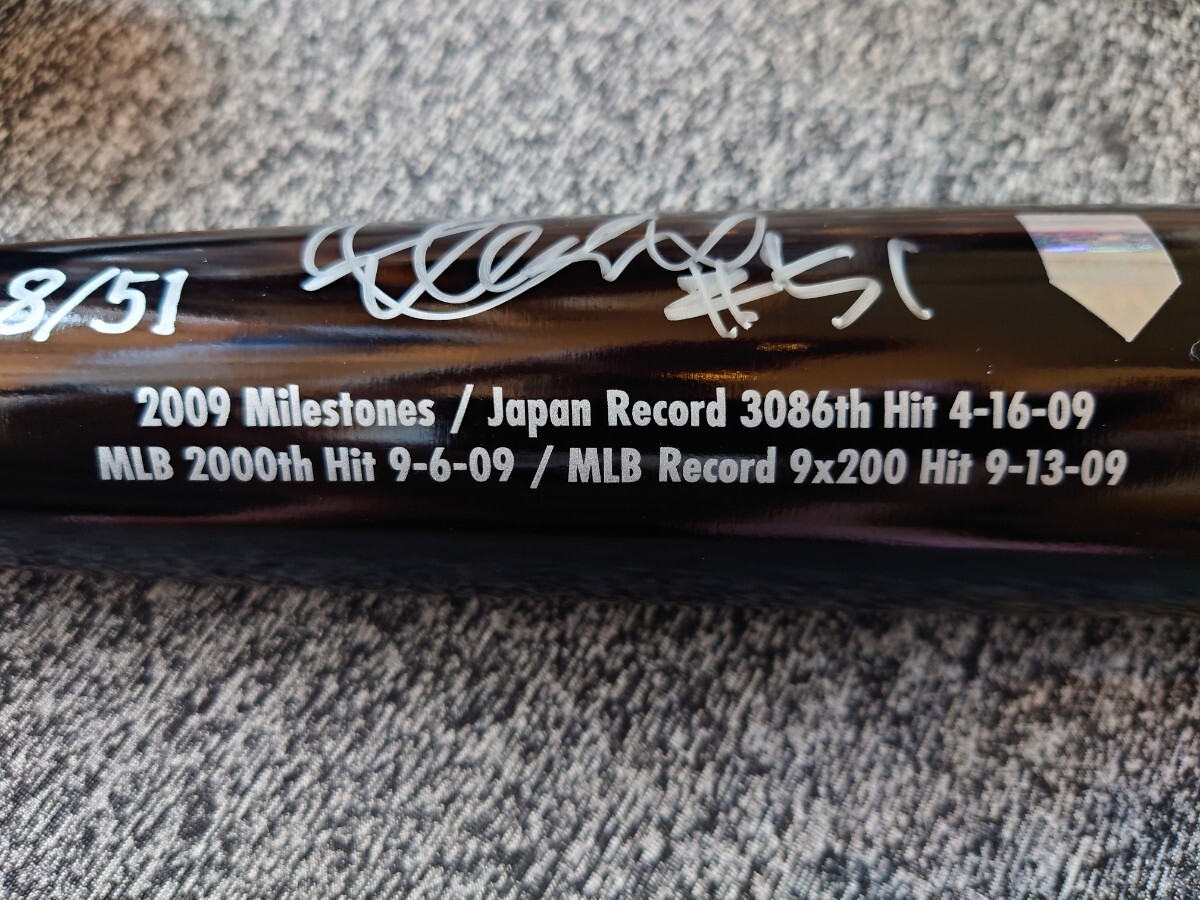 8/51
#51
2009 Milestones / Japan Record 3086th Hit 4-16-09
MLB 2000th Hit 9-6-09 / MLB Record 9x200 Hit 9-13-09